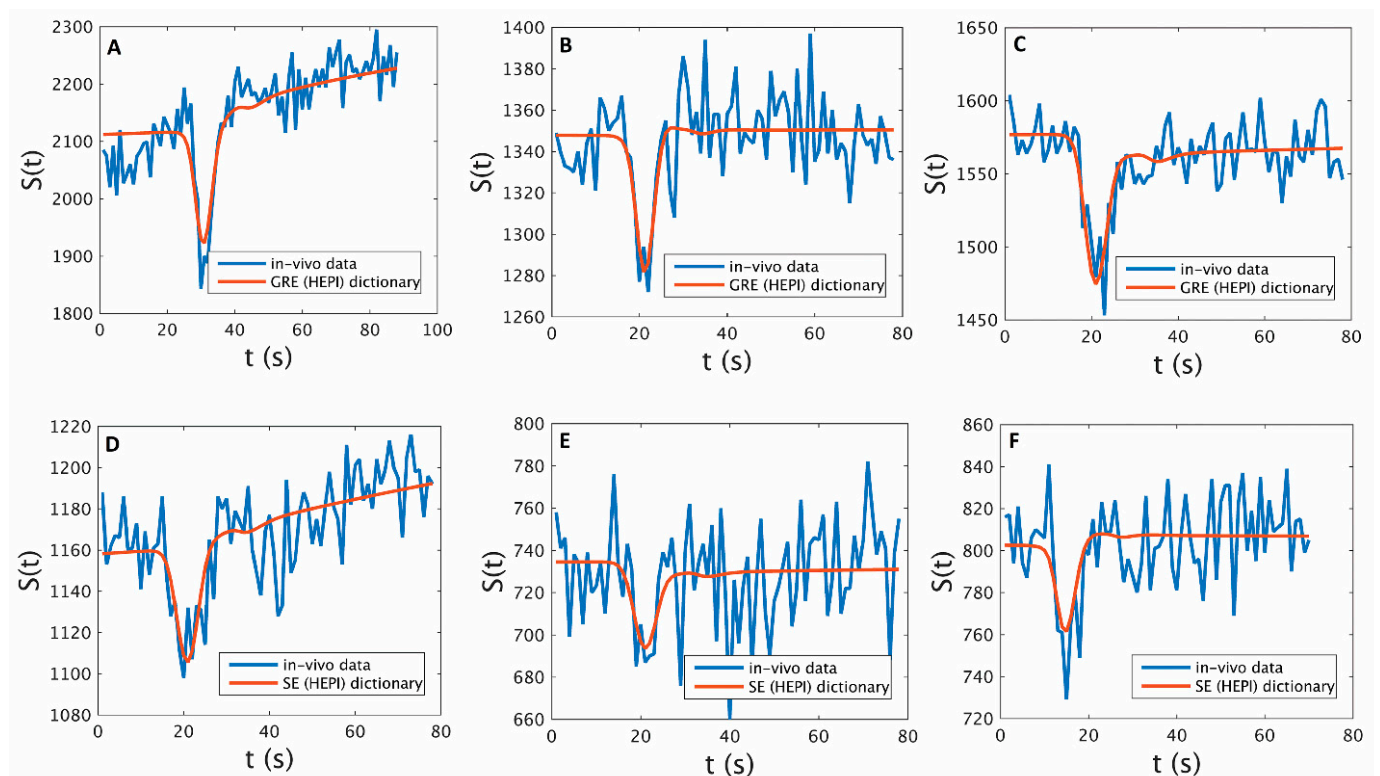 A
S(t)
2300
2200
2100
2000
1900
1800
0 20 40 60 80 100
t (s)
in-vivo data
GRE (HEPI) dictionary
B
S(t)
1400
1380
1360
1340
1320
1300
1280
1260
0 20 40 60 80
t (s)
in-vivo data
GRE (HEPI) dictionary
C
S(t)
1650
1600
1550
1500
1450
0 20 40 60 80
t (s)
in-vivo data
GRE (HEPI) dictionary
D
S(t)
1220
1200
1180
1160
1140
1120
1100
1080
0 20 40 60 80
t (s)
in-vivo data
SE (HEPI) dictionary
E
S(t)
800
780
760
740
720
700
680
660
0 20 40 60 80
t (s)
in-vivo data
SE (HEPI) dictionary
F
S(t)
860
840
820
800
780
760
740
720
0 20 40 60 80
t (s)
in-vivo data
SE (HEPI) dictionary